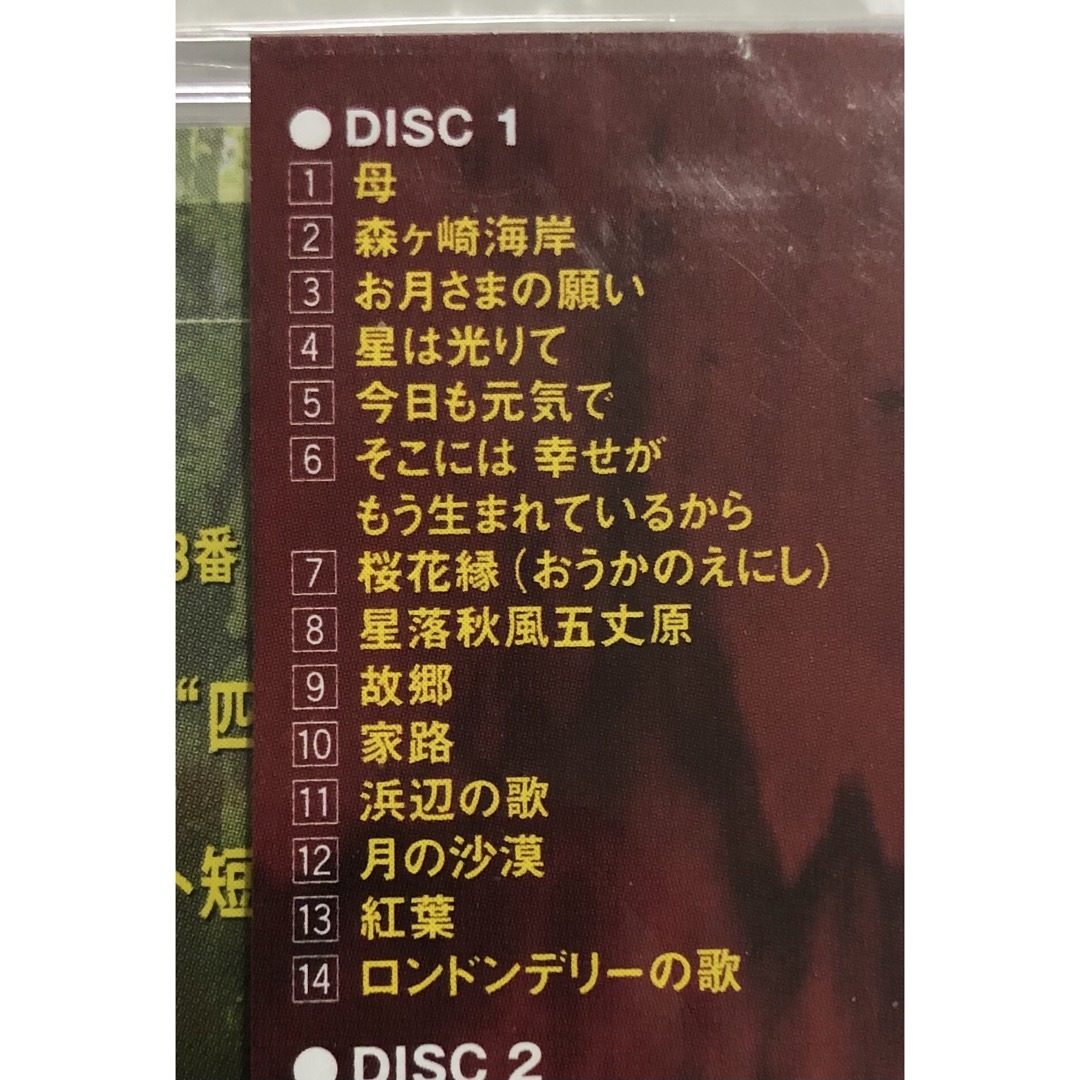 ● DISC 1
1 母
2 森ヶ崎海岸
3 お月さまの願い
4 星は光りて
5 今日も元気で
6 そこには 幸せが
もう生まれているから
7 桜花縁(おうかのえにし)
8 星落秋風五丈原
9 故郷
10 家路
11 浜辺の歌
12 月の沙漠
13 紅葉
14 ロンドンデリーの歌
● DISC 2
番
“四
短